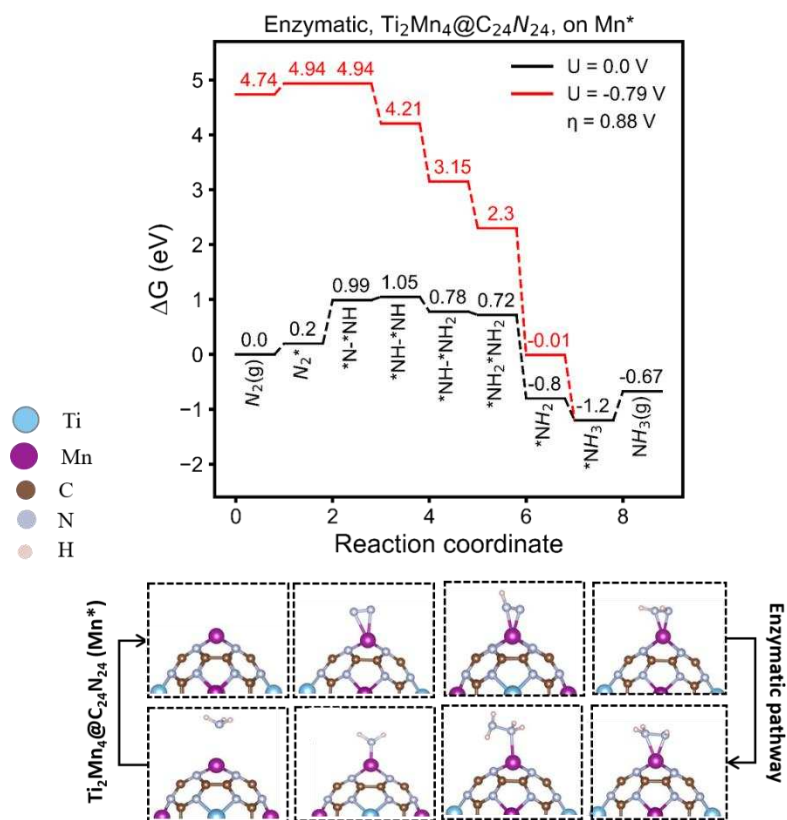 Enzymatic, Ti₂Mn₄@C₂₄N₂₄, on Mn*
U = 0.0 V
U = -0.79 V
η = 0.88 V
ΔG (eV)
5
4
3
2
1
0
−1
−2
4.74
4.94
4.94
4.21
3.15
2.3
-0.01
0.0
0.2
0.99
1.05
0.78
0.72
-0.8
-1.2
-0.67
N₂(g)
N₂*
*N-*NH
*NH-*NH
*NH-*NH₂
*NH₂*NH₂
*NH₂
*NH₃
NH₃(g)
0
2
4
6
8
Reaction coordinate
Ti
Mn
C
N
H
Ti₂Mn₄@C₂₄N₂₄ (Mn*)
Enzymatic pathway